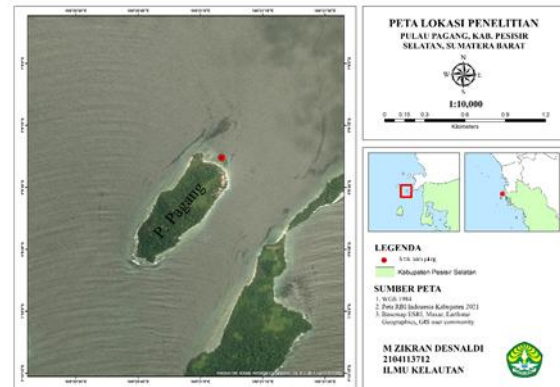 P. Pagang
PETA LOKASI PENELITIAN
PULAU PAGANG, KAB. PESISIR
SELATAN, SUMATERA BARAT
N
W E
S
1:10,000
0 0.15 0.3 0.6 0.9 1.2
Kilometers
LEGENDA
Kabupaten Pesisir Selatan
SUMBER PETA
1. WGS 1984
2. Peta RBI Indonesia Kabupaten 2021
3. Basemap ESRI, Maxar, Earthstar
Geographics, GIS user community
M ZIKRAN DESNALDI
2104113712
ILMU KELAUTAN